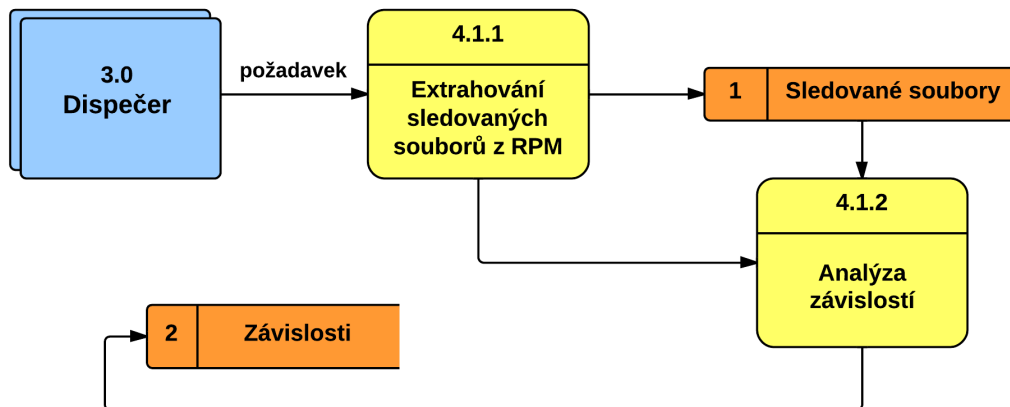 3.0
Dispečer
požadavek
4.1.1
Extrahování
sledovaných
souborů z RPM
1
Sledované soubory
4.1.2
Analýza
závislostí
2
Závislosti